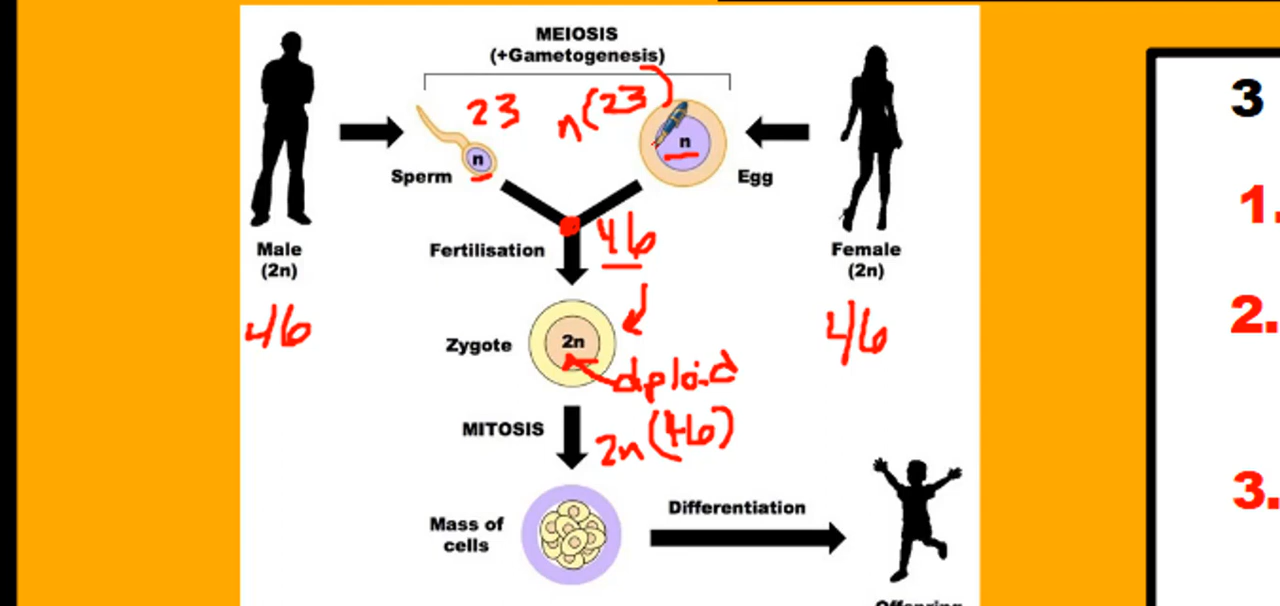 MEIOSIS
(+Gametogenesis)
23
n(23)
n
n
Sperm
Egg
Fertilisation
46
Male
(2n)
Female
(2n)
46
46
Zygote
2n
diploid
MITOSIS
2n(46)
Mass of
cells
Differentiation
Offspring
3
1.
2.
3.